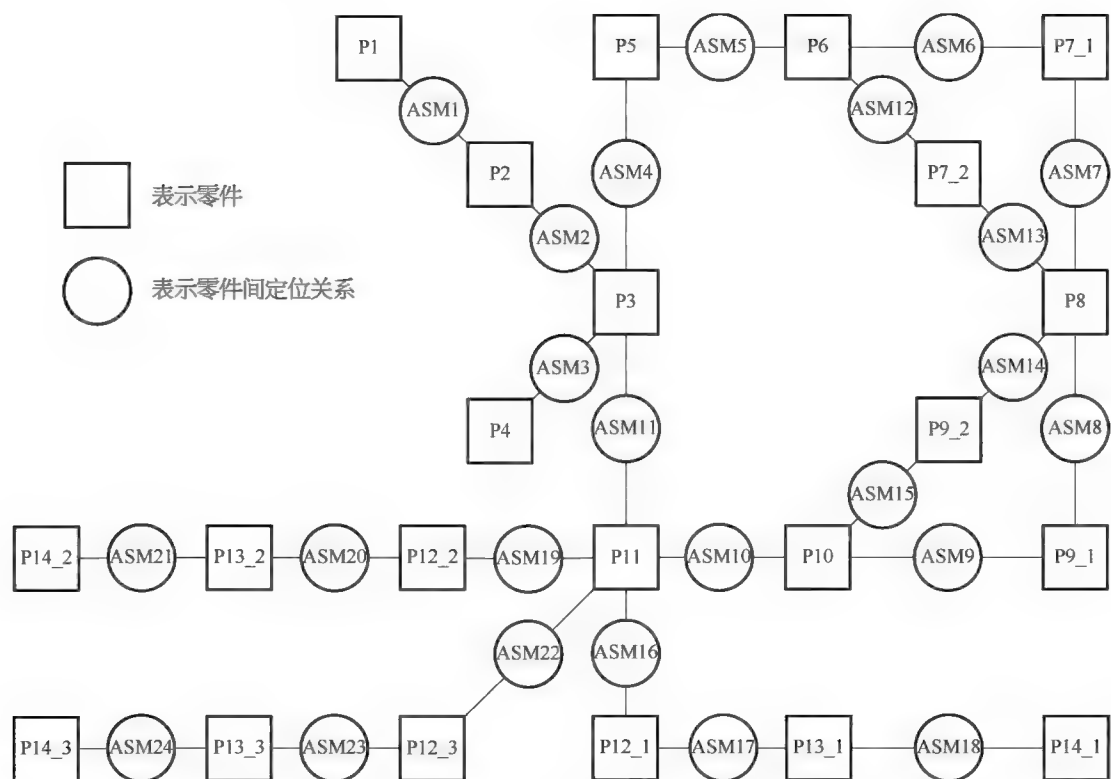 P1
P5
ASM5
P6
ASM6
P7_1
ASM1
ASM12
P2
ASM4
P7_2
ASM7
表示零件
ASM2
ASM13
表示零件间定位关系
P3
P8
ASM3
ASM14
P4
ASM11
P9_2
ASM8
ASM15
P14_2
ASM21
P13_2
ASM20
P12_2
ASM19
P11
ASM10
P10
ASM9
P9_1
ASM22
ASM16
P14_3
ASM24
P13_3
ASM23
P12_3
P12_1
ASM17
P13_1
ASM18
P14_1